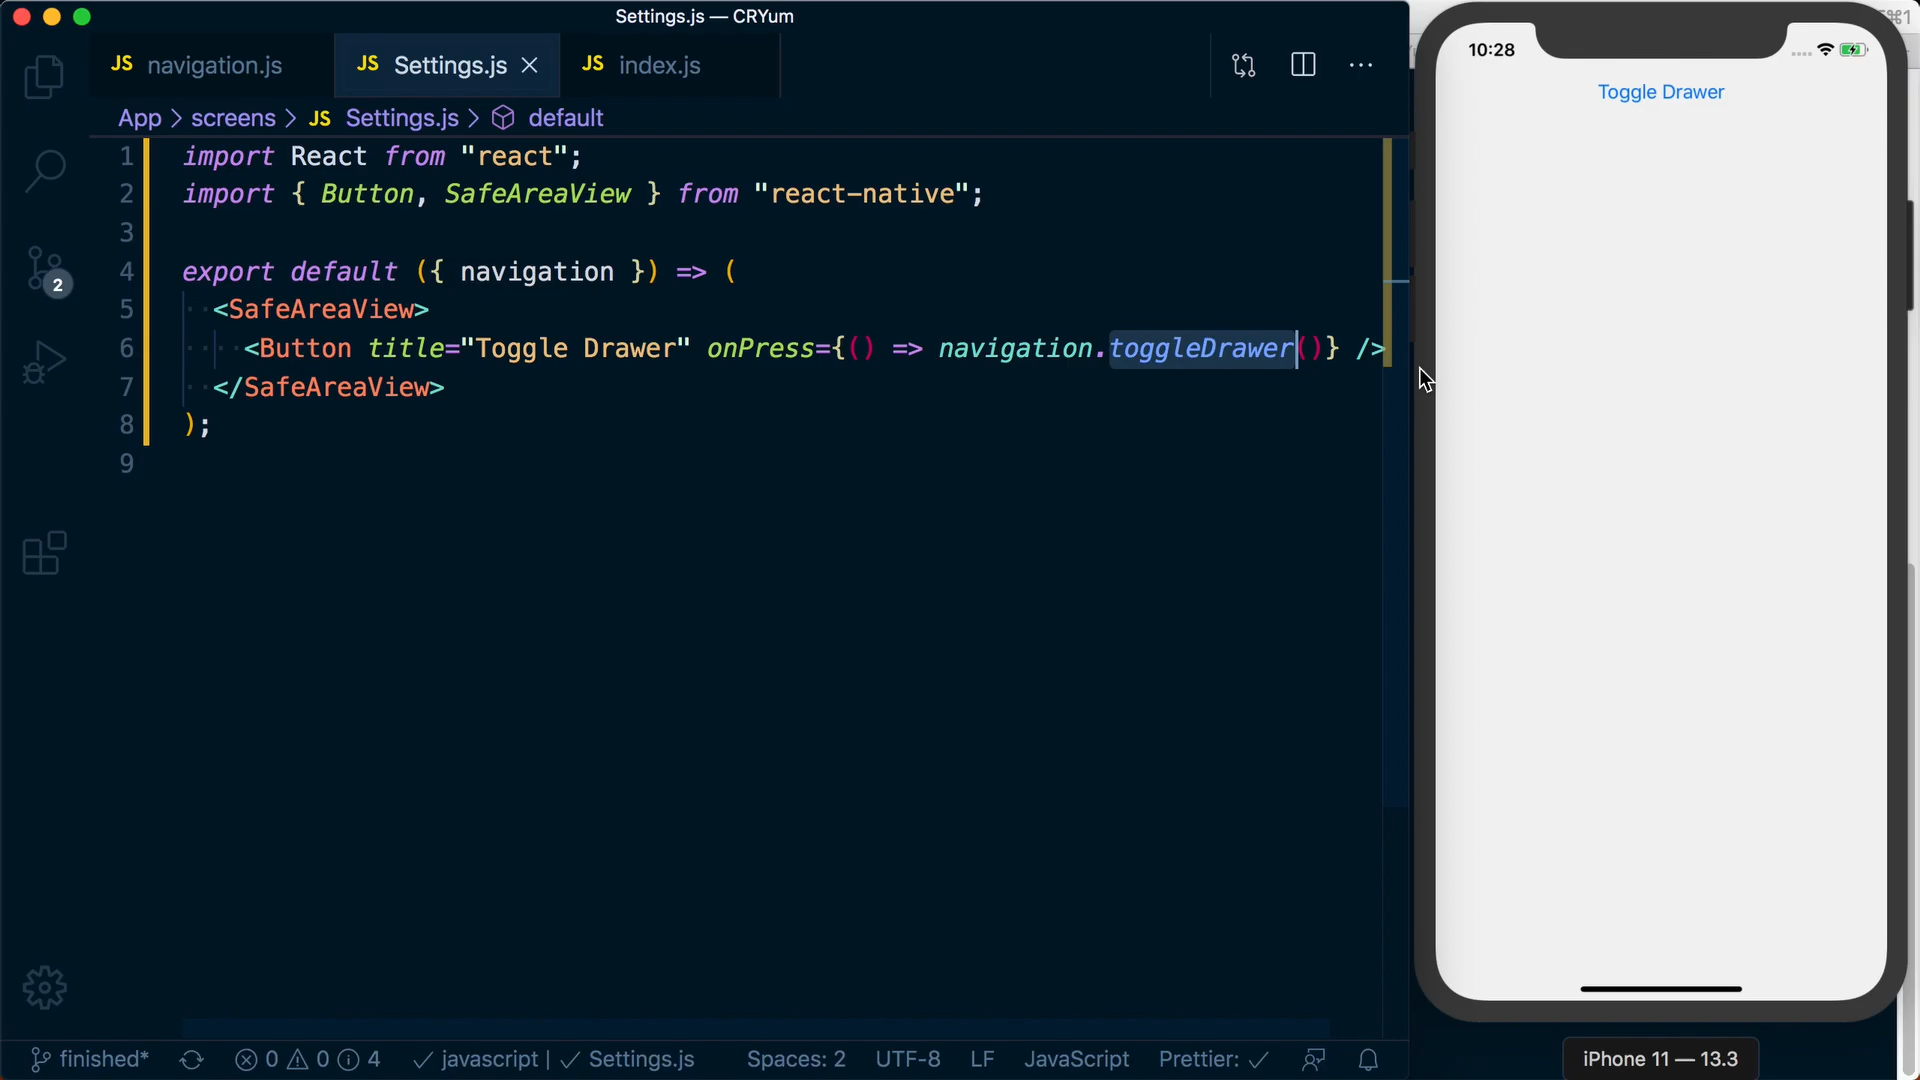 Settings.js — CRYum
JS navigation.js
JS Settings.js
JS index.js
App > screens > JS Settings.js > default
1 import React from "react";
2 import { Button, SafeAreaView } from "react-native";
3
4 export default ({ navigation }) => (
5 <SafeAreaView>
6 <Button title="Toggle Drawer" onPress={() => navigation.toggleDrawer()} />
7 </SafeAreaView>
8 );
9
2
finished* 0 0 4 javascript | Settings.js Spaces: 2 UTF-8 LF JavaScript Prettier: ✓
⌘1
10:28
Toggle Drawer
iPhone 11 — 13.3